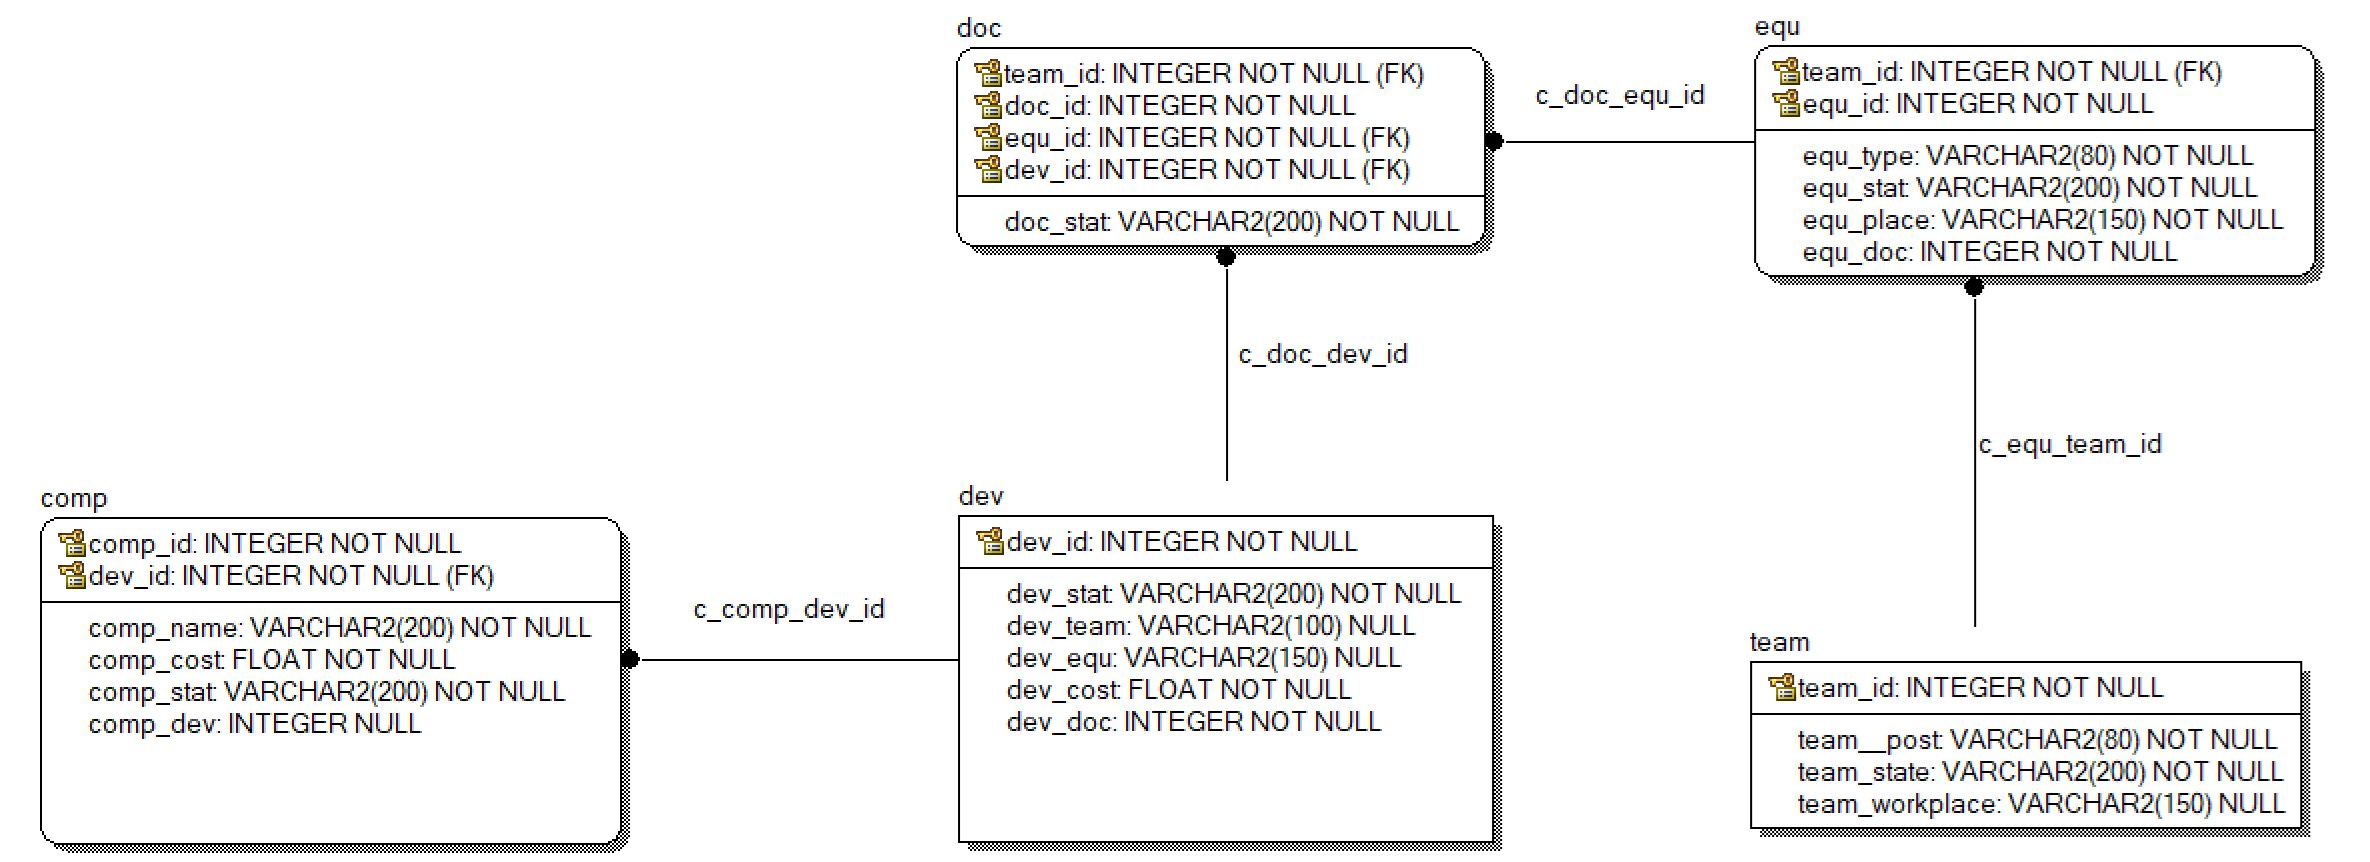 doc
team_id: INTEGER NOT NULL (FK)
doc_id: INTEGER NOT NULL
equ_id: INTEGER NOT NULL (FK)
dev_id: INTEGER NOT NULL (FK)
doc_stat: VARCHAR2(200) NOT NULL
c_doc_equ_id
equ
team_id: INTEGER NOT NULL (FK)
equ_id: INTEGER NOT NULL
equ_type: VARCHAR2(80) NOT NULL
equ_stat: VARCHAR2(200) NOT NULL
equ_place: VARCHAR2(150) NOT NULL
equ_doc: INTEGER NOT NULL
c_doc_dev_id
c_equ_team_id
comp
comp_id: INTEGER NOT NULL
dev_id: INTEGER NOT NULL (FK)
comp_name: VARCHAR2(200) NOT NULL
comp_cost: FLOAT NOT NULL
comp_stat: VARCHAR2(200) NOT NULL
comp_dev: INTEGER NULL
c_comp_dev_id
dev
dev_id: INTEGER NOT NULL
dev_stat: VARCHAR2(200) NOT NULL
dev_team: VARCHAR2(100) NULL
dev_equ: VARCHAR2(150) NULL
dev_cost: FLOAT NOT NULL
dev_doc: INTEGER NOT NULL
team
team_id: INTEGER NOT NULL
team__post: VARCHAR2(80) NOT NULL
team_state: VARCHAR2(200) NOT NULL
team_workplace: VARCHAR2(150) NULL